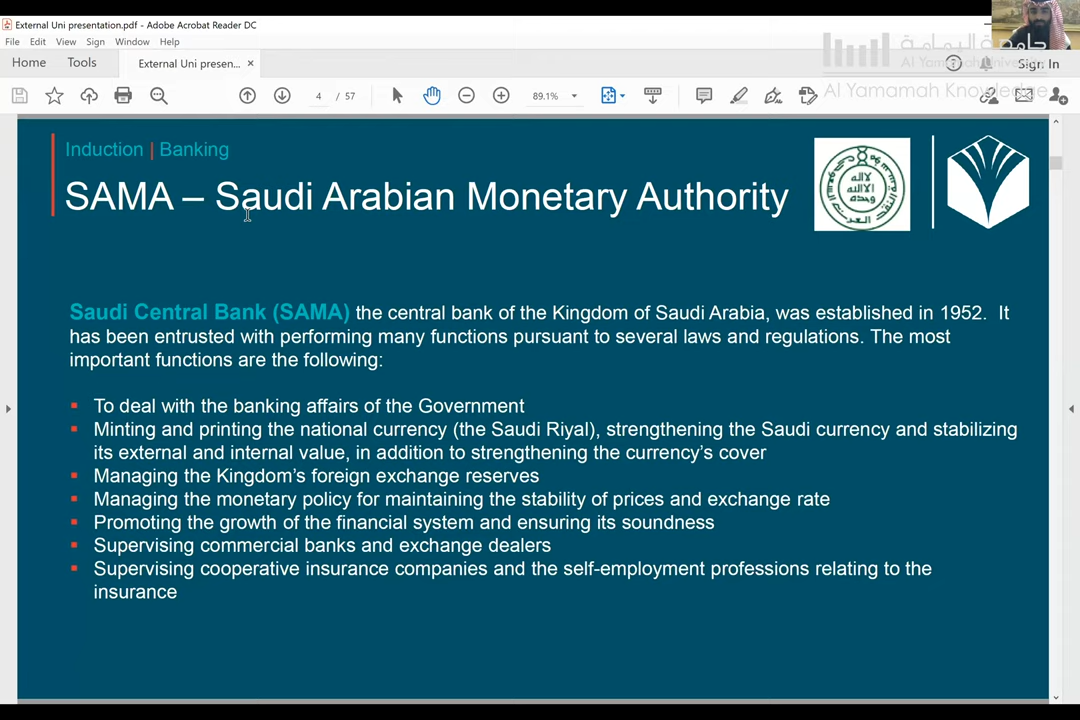 External Uni presentation.pdf - Adobe Acrobat Reader DC
File Edit View Sign Window Help
Home Tools External Uni presen... ×
Sign In
4 / 57 89.1%
جامعة اليمامة
Al Yamamah University
Al Yamamah Knowledge
Induction | Banking
SAMA – Saudi Arabian Monetary Authority
Saudi Central Bank (SAMA) the central bank of the Kingdom of Saudi Arabia, was established in 1952. It
has been entrusted with performing many functions pursuant to several laws and regulations. The most
important functions are the following:
To deal with the banking affairs of the Government
Minting and printing the national currency (the Saudi Riyal), strengthening the Saudi currency and stabilizing
its external and internal value, in addition to strengthening the currency's cover
Managing the Kingdom's foreign exchange reserves
Managing the monetary policy for maintaining the stability of prices and exchange rate
Promoting the growth of the financial system and ensuring its soundness
Supervising commercial banks and exchange dealers
Supervising cooperative insurance companies and the self-employment professions relating to the
insurance